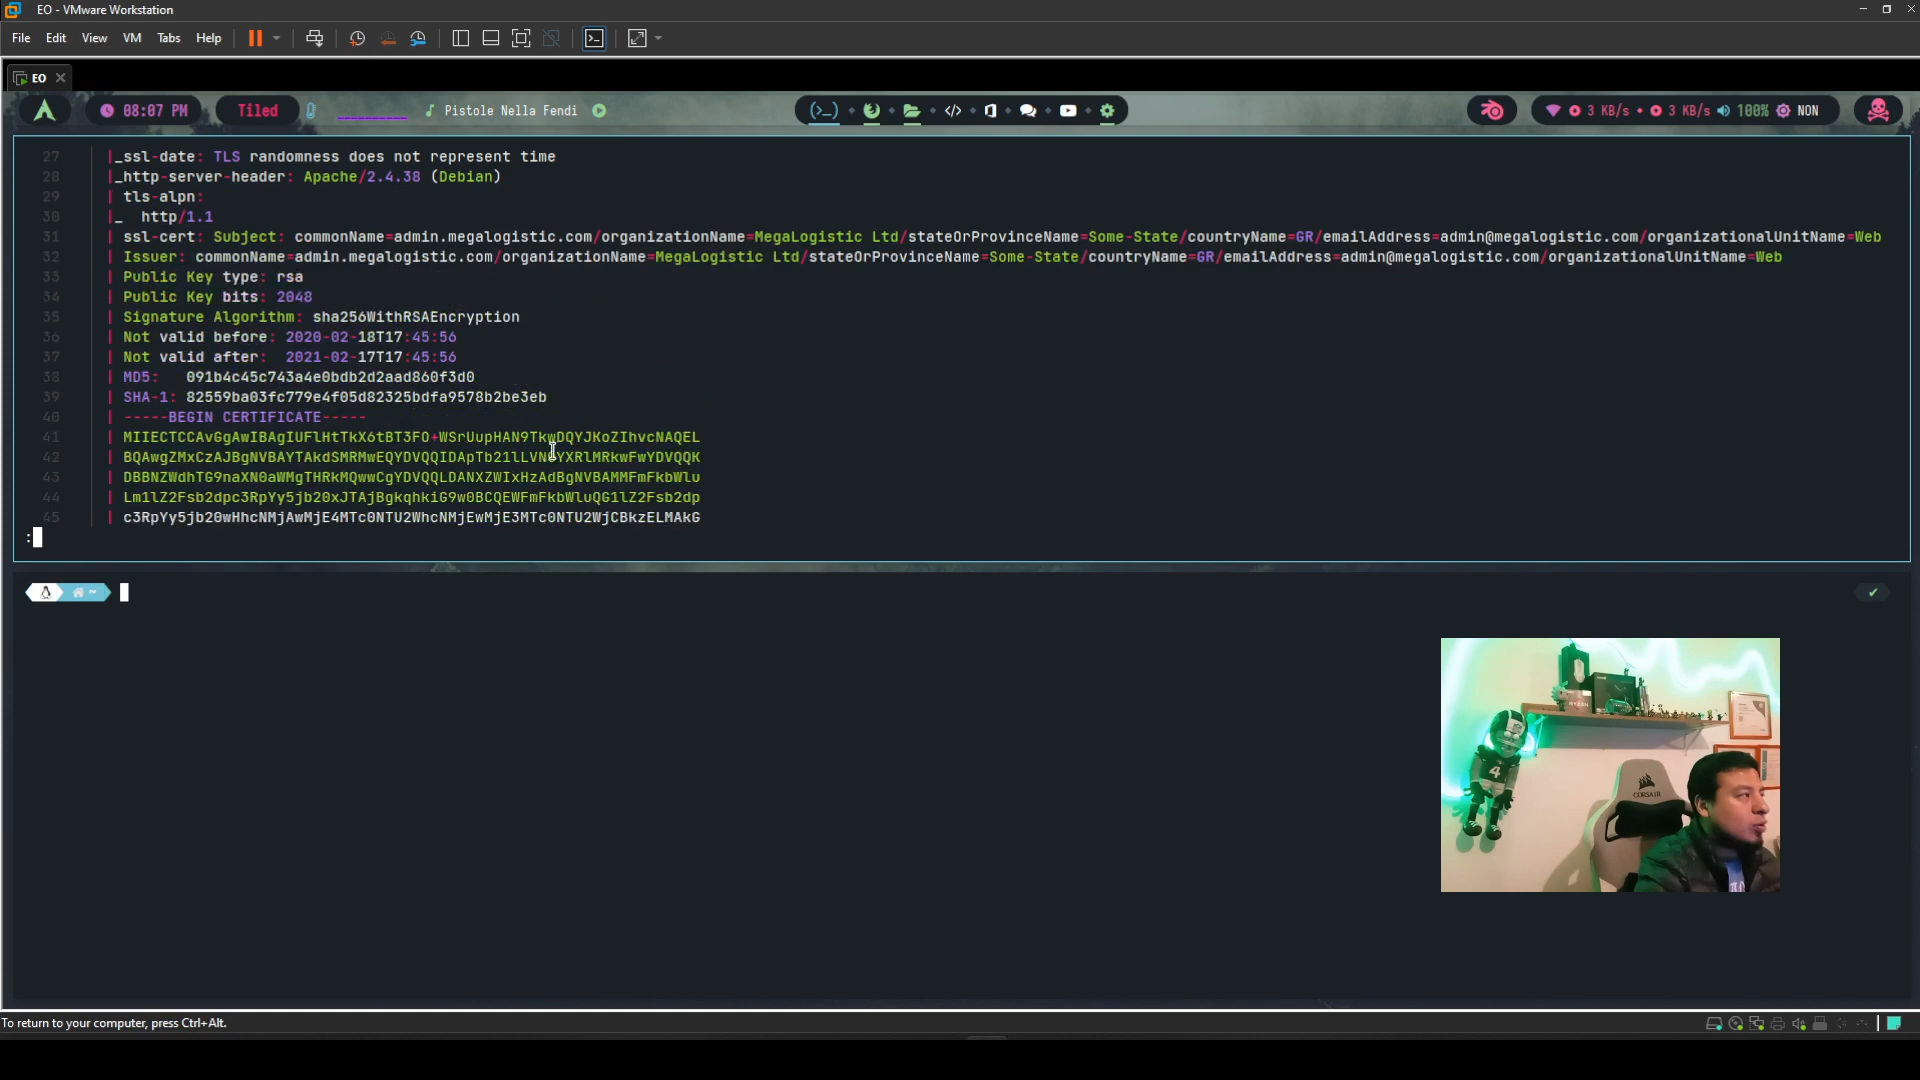 EO - VMware Workstation
File Edit View VM Tabs Help
EO
08:07 PM Tiled Pistole Nella Fendi 3 KB/s • 3 KB/s 100% NON
27 |_ssl-date: TLS randomness does not represent time
28 |_http-server-header: Apache/2.4.38 (Debian)
29 | tls-alpn:
30 |_  http/1.1
31 | ssl-cert: Subject: commonName=admin.megalogistic.com/organizationName=MegaLogistic Ltd/stateOrProvinceName=Some-State/countryName=GR/emailAddress=admin@megalogistic.com/organizationalUnitName=Web
32 | Issuer: commonName=admin.megalogistic.com/organizationName=MegaLogistic Ltd/stateOrProvinceName=Some-State/countryName=GR/emailAddress=admin@megalogistic.com/organizationalUnitName=Web
33 | Public Key type: rsa
34 | Public Key bits: 2048
35 | Signature Algorithm: sha256WithRSAEncryption
36 | Not valid before: 2020-02-18T17:45:56
37 | Not valid after:  2021-02-17T17:45:56
38 | MD5:   091b4c45c743a4e0bdb2d2aad860f3d0
39 | SHA-1: 82559ba03fc779e4f05d82325bdfa9578b2be3eb
40 | -----BEGIN CERTIFICATE-----
41 | MIIECTCCAvGgAwIBAgIUFlHtTkX6tBT3FO+WSrUupHAN9TkwDQYJKoZIhvcNAQEL
42 | BQAwgZMxCzAJBgNVBAYTAkdSMRMwEQYDVQQIDApTb21lLVN0YXRlMRkwFwYDVQQK
43 | DBBNZWdhTG9naXN0aWMgTHRkMQwwCgYDVQQLDANXZWIxHzAdBgNVBAMMFmFkbWlu
44 | Lm1lZ2Fsb2dpc3RpYy5jb20xJTAjBgkqhkiG9w0BCQEWFmFkbWluQG1lZ2Fsb2dp
45 | c3RpYy5jb20wHhcNMjAwMjE4MTc0NTU2WhcNMjEwMjE3MTc0NTU2WjCBkzELMAkG
:
~
4
CORSAIR
RYZEN
To return to your computer, press Ctrl+Alt.